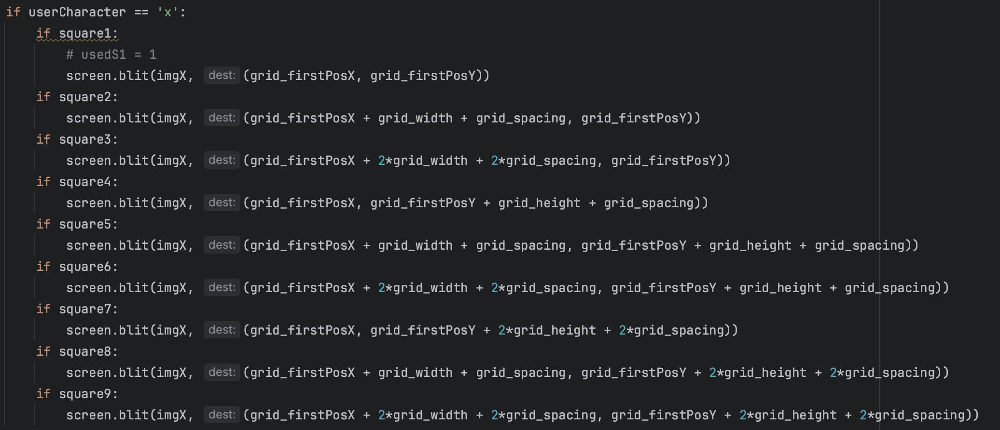 if userCharacter == 'x':
    if square1:
        # usedS1 = 1
        screen.blit(imgX, dest: (grid_firstPosX, grid_firstPosY))
    if square2:
        screen.blit(imgX, dest: (grid_firstPosX + grid_width + grid_spacing, grid_firstPosY))
    if square3:
        screen.blit(imgX, dest: (grid_firstPosX + 2*grid_width + 2*grid_spacing, grid_firstPosY))
    if square4:
        screen.blit(imgX, dest: (grid_firstPosX, grid_firstPosY + grid_height + grid_spacing))
    if square5:
        screen.blit(imgX, dest: (grid_firstPosX + grid_width + grid_spacing, grid_firstPosY + grid_height + grid_spacing))
    if square6:
        screen.blit(imgX, dest: (grid_firstPosX + 2*grid_width + 2*grid_spacing, grid_firstPosY + grid_height + grid_spacing))
    if square7:
        screen.blit(imgX, dest: (grid_firstPosX, grid_firstPosY + 2*grid_height + 2*grid_spacing))
    if square8:
        screen.blit(imgX, dest: (grid_firstPosX + grid_width + grid_spacing, grid_firstPosY + 2*grid_height + 2*grid_spacing))
    if square9:
        screen.blit(imgX, dest: (grid_firstPosX + 2*grid_width + 2*grid_spacing, grid_firstPosY + 2*grid_height + 2*grid_spacing))